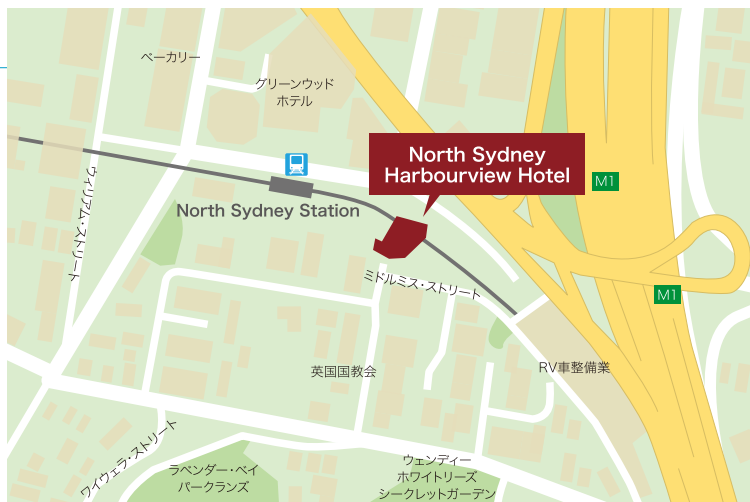 ベーカリー
グリーンウッド
ホテル
North Sydney
Harbourview Hotel
M1
ウィリアム・ストリート
North Sydney Station
ミドルミス・ストリート
M1
英国国教会
RV車整備業
ワイウェラ・ストリート
ラベンダー・ベイ
パークランズ
ウェンディー
ホワイトリーズ
シークレットガーデン